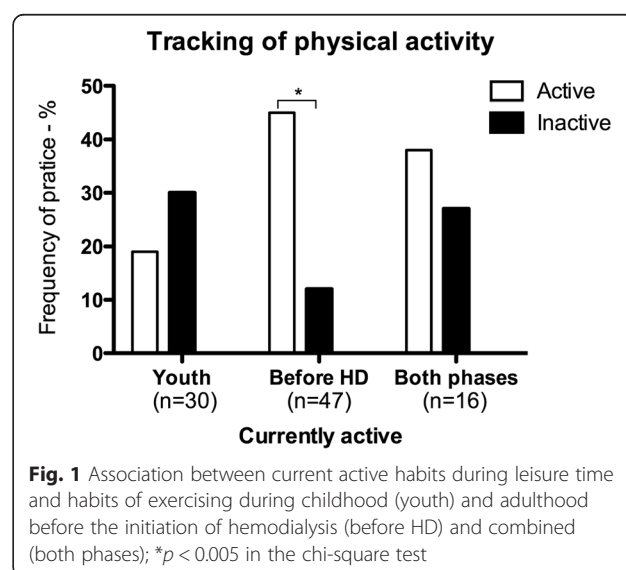 Tracking of physical activity
Frequency of pratice - %
50
40
30
20
10
0
*
Active
Inactive
Youth
(n=30)
Before HD
(n=47)
Both phases
(n=16)
Currently active
Fig. 1 Association between current active habits during leisure time
and habits of exercising during childhood (youth) and adulthood
before the initiation of hemodialysis (before HD) and combined
(both phases); *p < 0.005 in the chi-square test